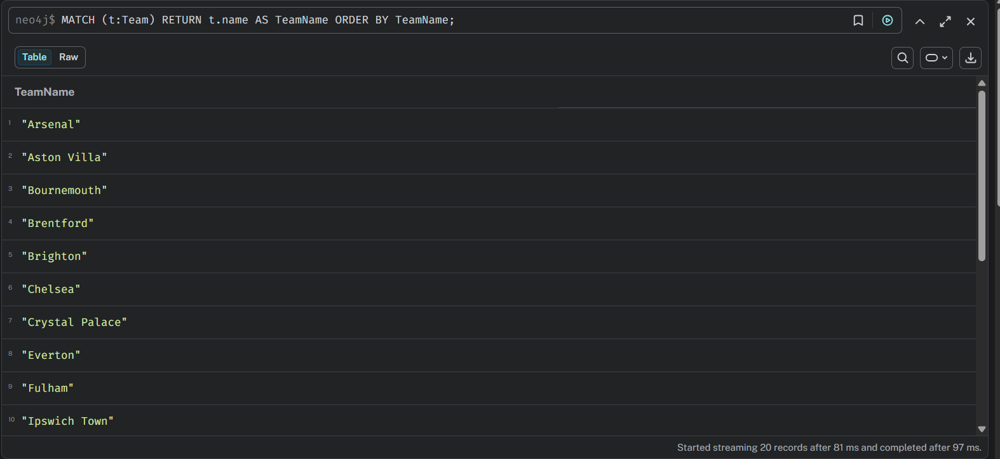 neo4j$ MATCH (t:Team) RETURN t.name AS TeamName ORDER BY TeamName;
Table Raw
TeamName
1 "Arsenal"
2 "Aston Villa"
3 "Bournemouth"
4 "Brentford"
5 "Brighton"
6 "Chelsea"
7 "Crystal Palace"
8 "Everton"
9 "Fulham"
10 "Ipswich Town"
Started streaming 20 records after 81 ms and completed after 97 ms.